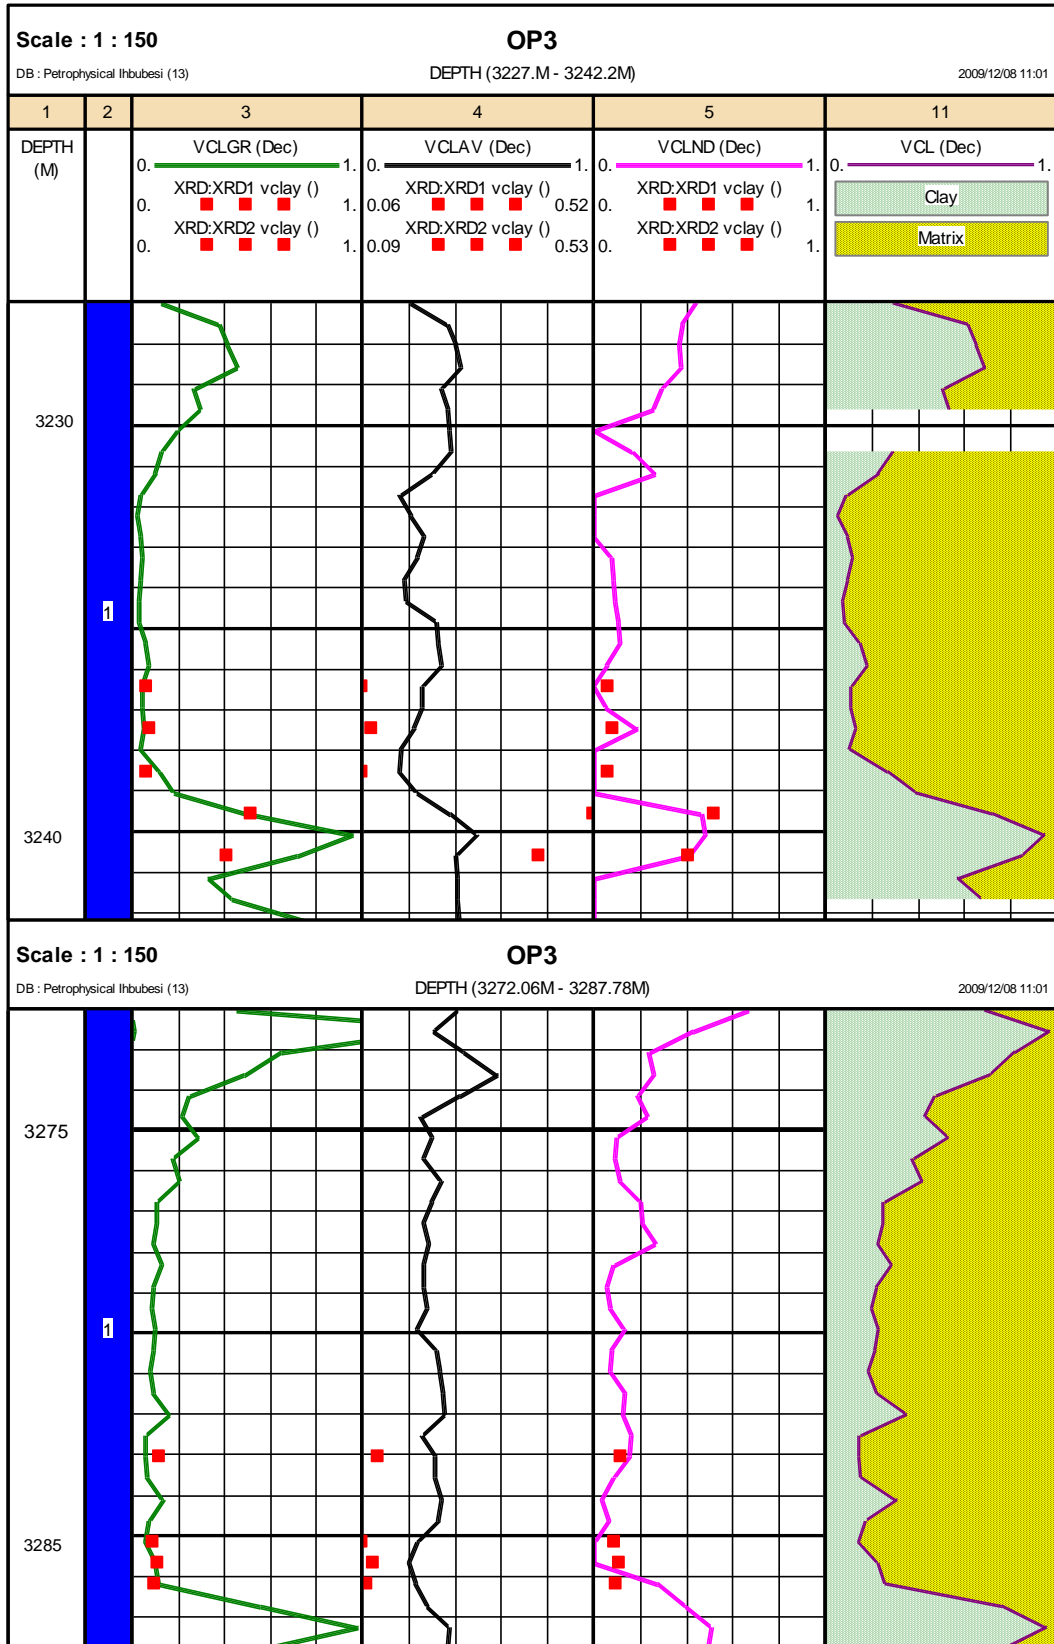 Scale : 1 : 150
OP3
DB : Petrophysical Ihbubesi (13)
DEPTH (3227.M - 3242.2M)
2009/12/08 11:01
1 2 3 4 5 11
DEPTH
(M)
VCLGR (Dec)
0. 1.
XRD:XRD1 vclay ()
0. 1.
XRD:XRD2 vclay ()
0. 1.
VCLAV (Dec)
0. 1.
XRD:XRD1 vclay ()
0.06 0.52
XRD:XRD2 vclay ()
0.09 0.53
VCLND (Dec)
0. 1.
XRD:XRD1 vclay ()
0. 1.
XRD:XRD2 vclay ()
0. 1.
VCL (Dec)
0. 1.
Clay
Matrix
3230
1
3240
Scale : 1 : 150
OP3
DB : Petrophysical Ihbubesi (13)
DEPTH (3272.06M - 3287.78M)
2009/12/08 11:01
3275
1
3285